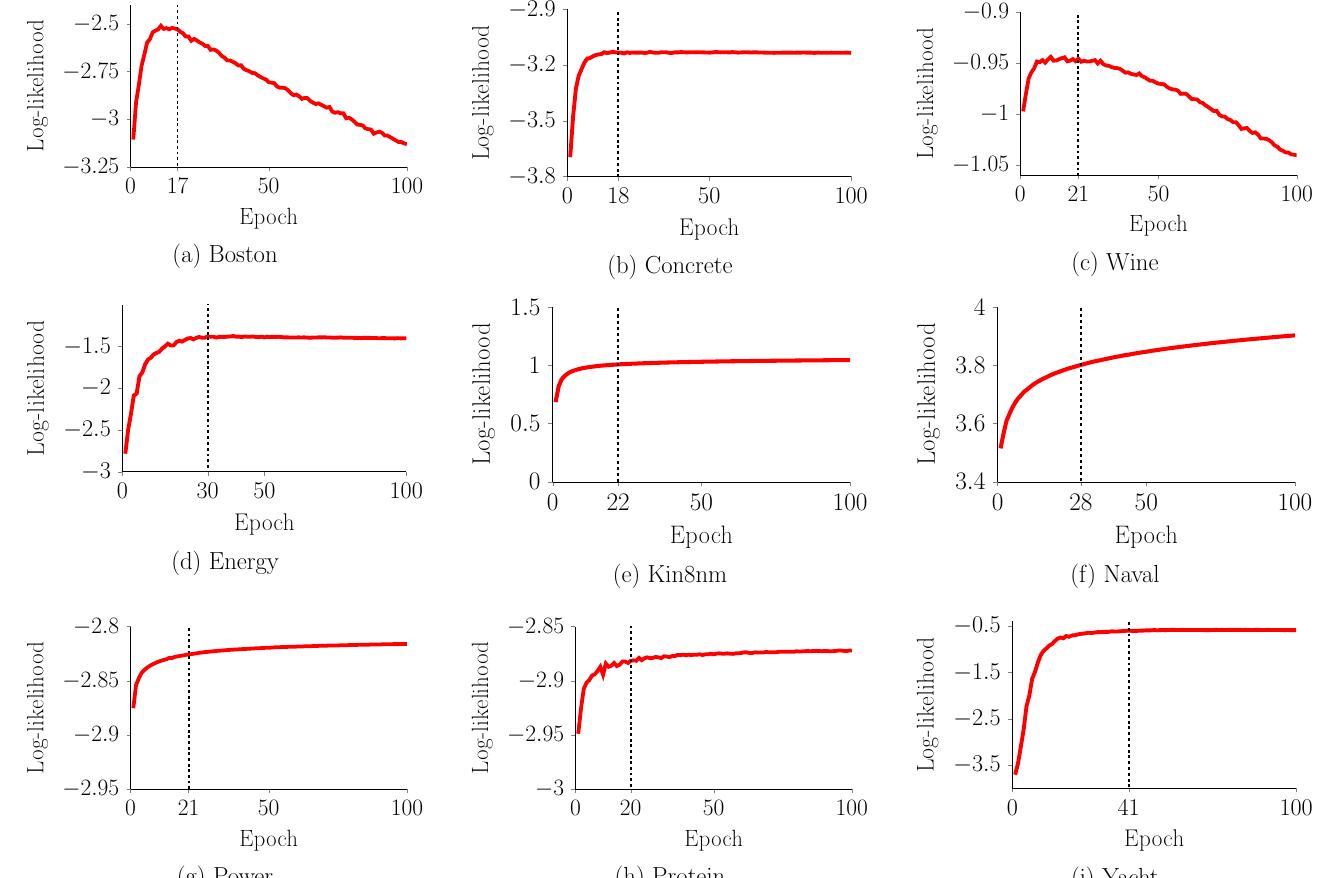 −2.5
−2.75
−3
−3.25
Log-likelihood
0 17 50 100
Epoch
(a) Boston
−2.9
−3.2
−3.5
−3.8
Log-likelihood
0 18 50 100
Epoch
(b) Concrete
−0.9
−0.95
−1
−1.05
Log-likelihood
0 21 50 100
Epoch
(c) Wine
−1.5
−2
−2.5
−3
Log-likelihood
0 30 50 100
Epoch
(d) Energy
1.5
1
0.5
0
Log-likelihood
0 22 50 100
Epoch
(e) Kin8nm
4
3.8
3.6
3.4
Log-likelihood
0 28 50 100
Epoch
(f) Naval
−2.8
−2.85
−2.9
−2.95
Log-likelihood
0 21 50 100
Epoch
(g) Power
−2.85
−2.9
−2.95
−3
Log-likelihood
0 20 50 100
Epoch
(h) Protein
−0.5
−1.5
−2.5
−3.5
Log-likelihood
0 41 100
Epoch
(i) Yacht